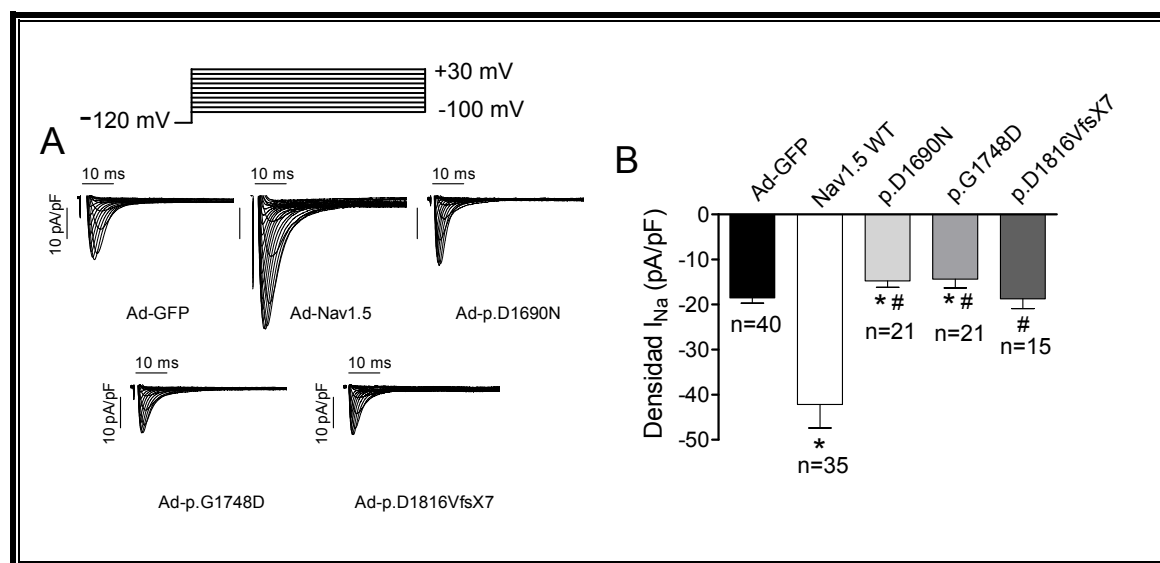 +30 mV
-100 mV
-120 mV
A
10 ms
10 ms
10 ms
10 pA/pF
Ad-GFP
Ad-Nav1.5
Ad-p.D1690N
10 ms
10 ms
10 pA/pF
10 pA/pF
Ad-p.G1748D
Ad-p.D1816VfsX7
B
Ad-GFP
Nav1.5 WT
p.D1690N
p.G1748D
p.D1816VfsX7
Densidad INa (pA/pF)
0
-10
-20
-30
-40
-50
n=40
*
n=35
* #
n=21
* #
n=21
#
n=15